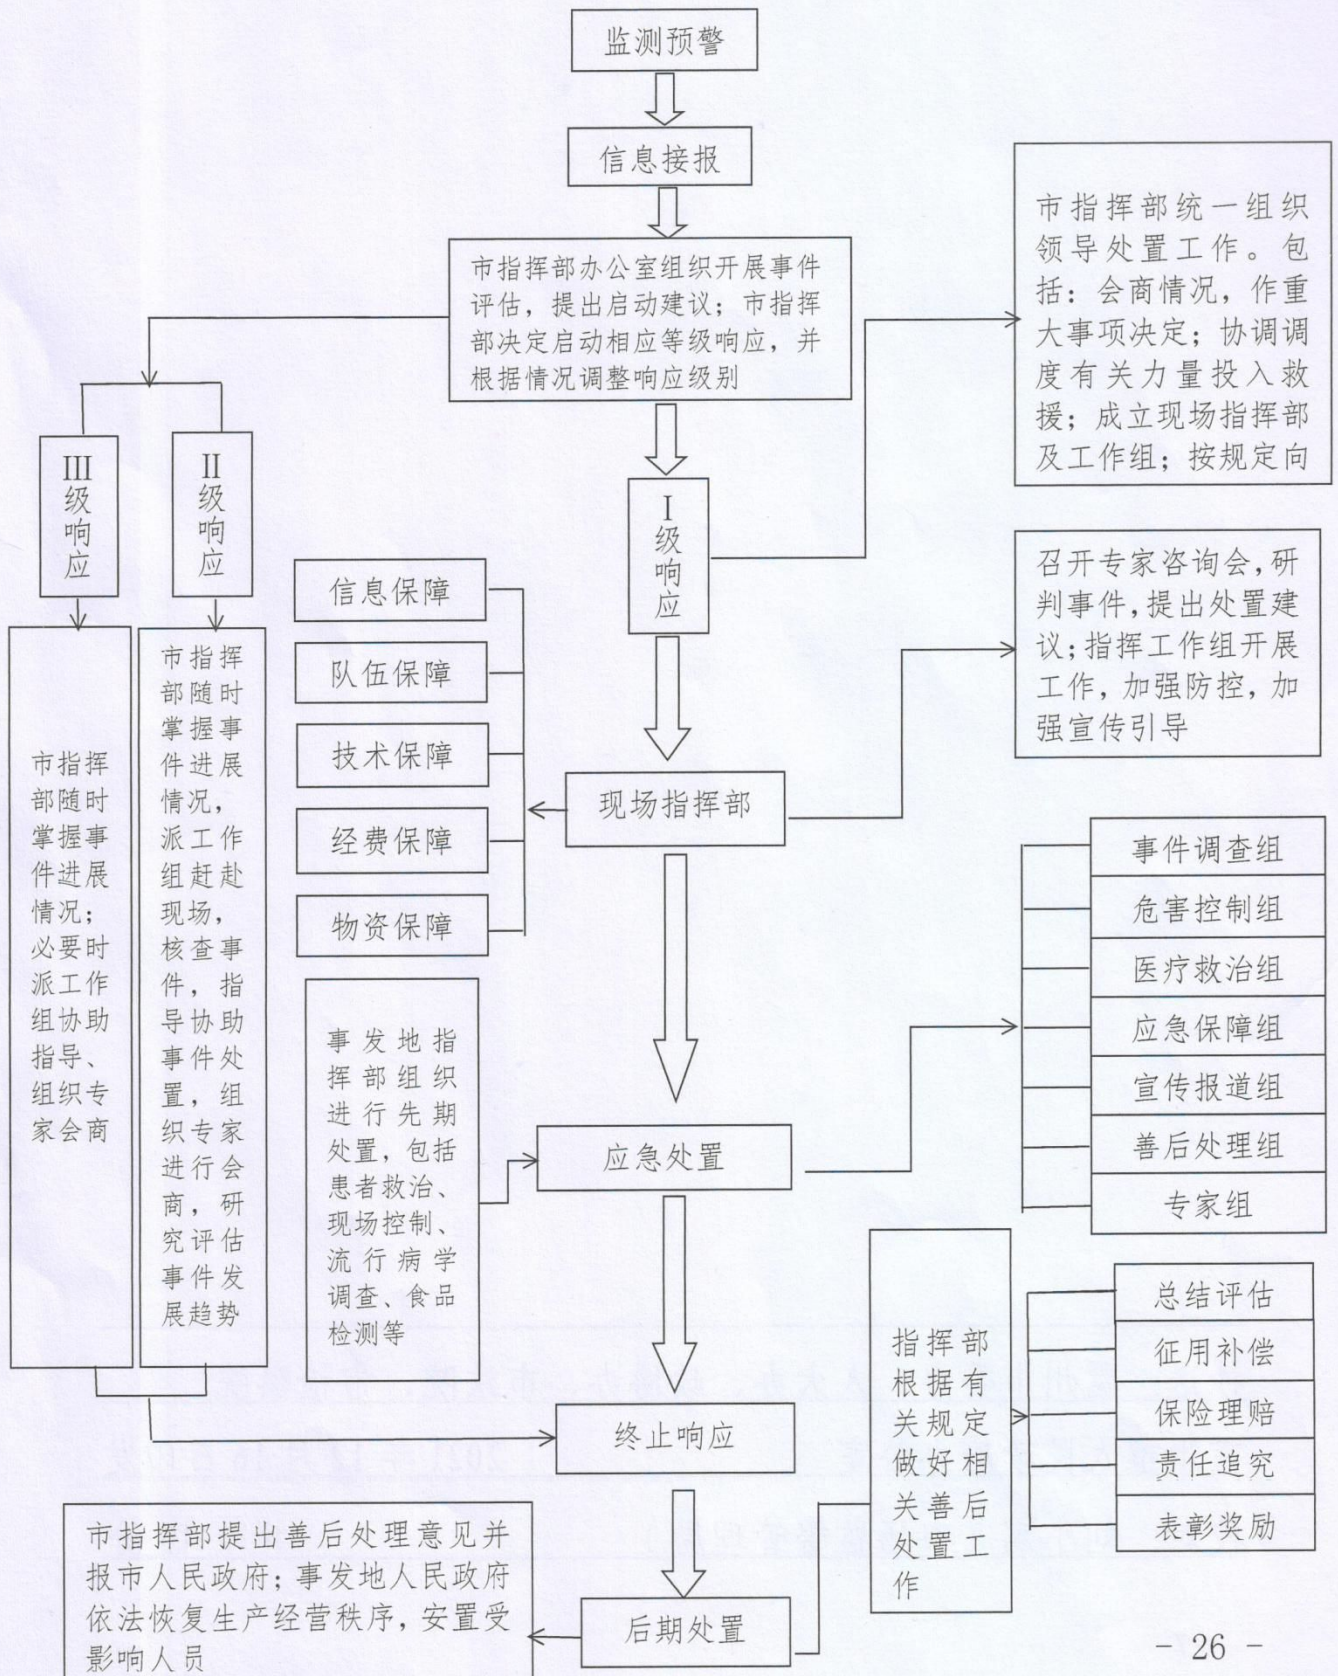 监测预警
信息接报
市指挥部办公室组织开展事件
评估，提出启动建议；市指挥
部决定启动相应等级响应，并
根据情况调整响应级别
市指挥部统一组织
领导处置工作。包
括：会商情况，作重
大事项决定；协调调
度有关力量投入救
援；成立现场指挥部
及工作组；按规定向
III
级
响
应
II
级
响
应
I
级
响
应
召开专家咨询会，研
判事件，提出处置建
议；指挥工作组开展
工作，加强防控，加
强宣传引导
信息保障
队伍保障
技术保障
经费保障
物资保障
现场指挥部
市指挥
部随时
掌握事
件进展
情况；
必要时
派工作
组协助
指导、
组织专
家会商
市指挥
部随时
掌握事
件进展
情况，
派工作
组赶赴
现场，
核查事
件，指
导协助
事件处
置，组
织专家
进行会
商，研
究评估
事件发
展趋势
事发地指
挥部组织
进行先期
处置，包括
患者救治、
现场控制、
流行病学
调查、食品
检测等
应急处置
事件调查组
危害控制组
医疗救治组
应急保障组
宣传报道组
善后处理组
专家组
终止响应
指挥部
根据有
关规定
做好相
关善后
处置工
作
总结评估
征用补偿
保险理赔
责任追究
表彰奖励
市指挥部提出善后处理意见并
报市人民政府；事发地人民政府
依法恢复生产经营秩序，安置受
影响人员
后期处置
- 26 -